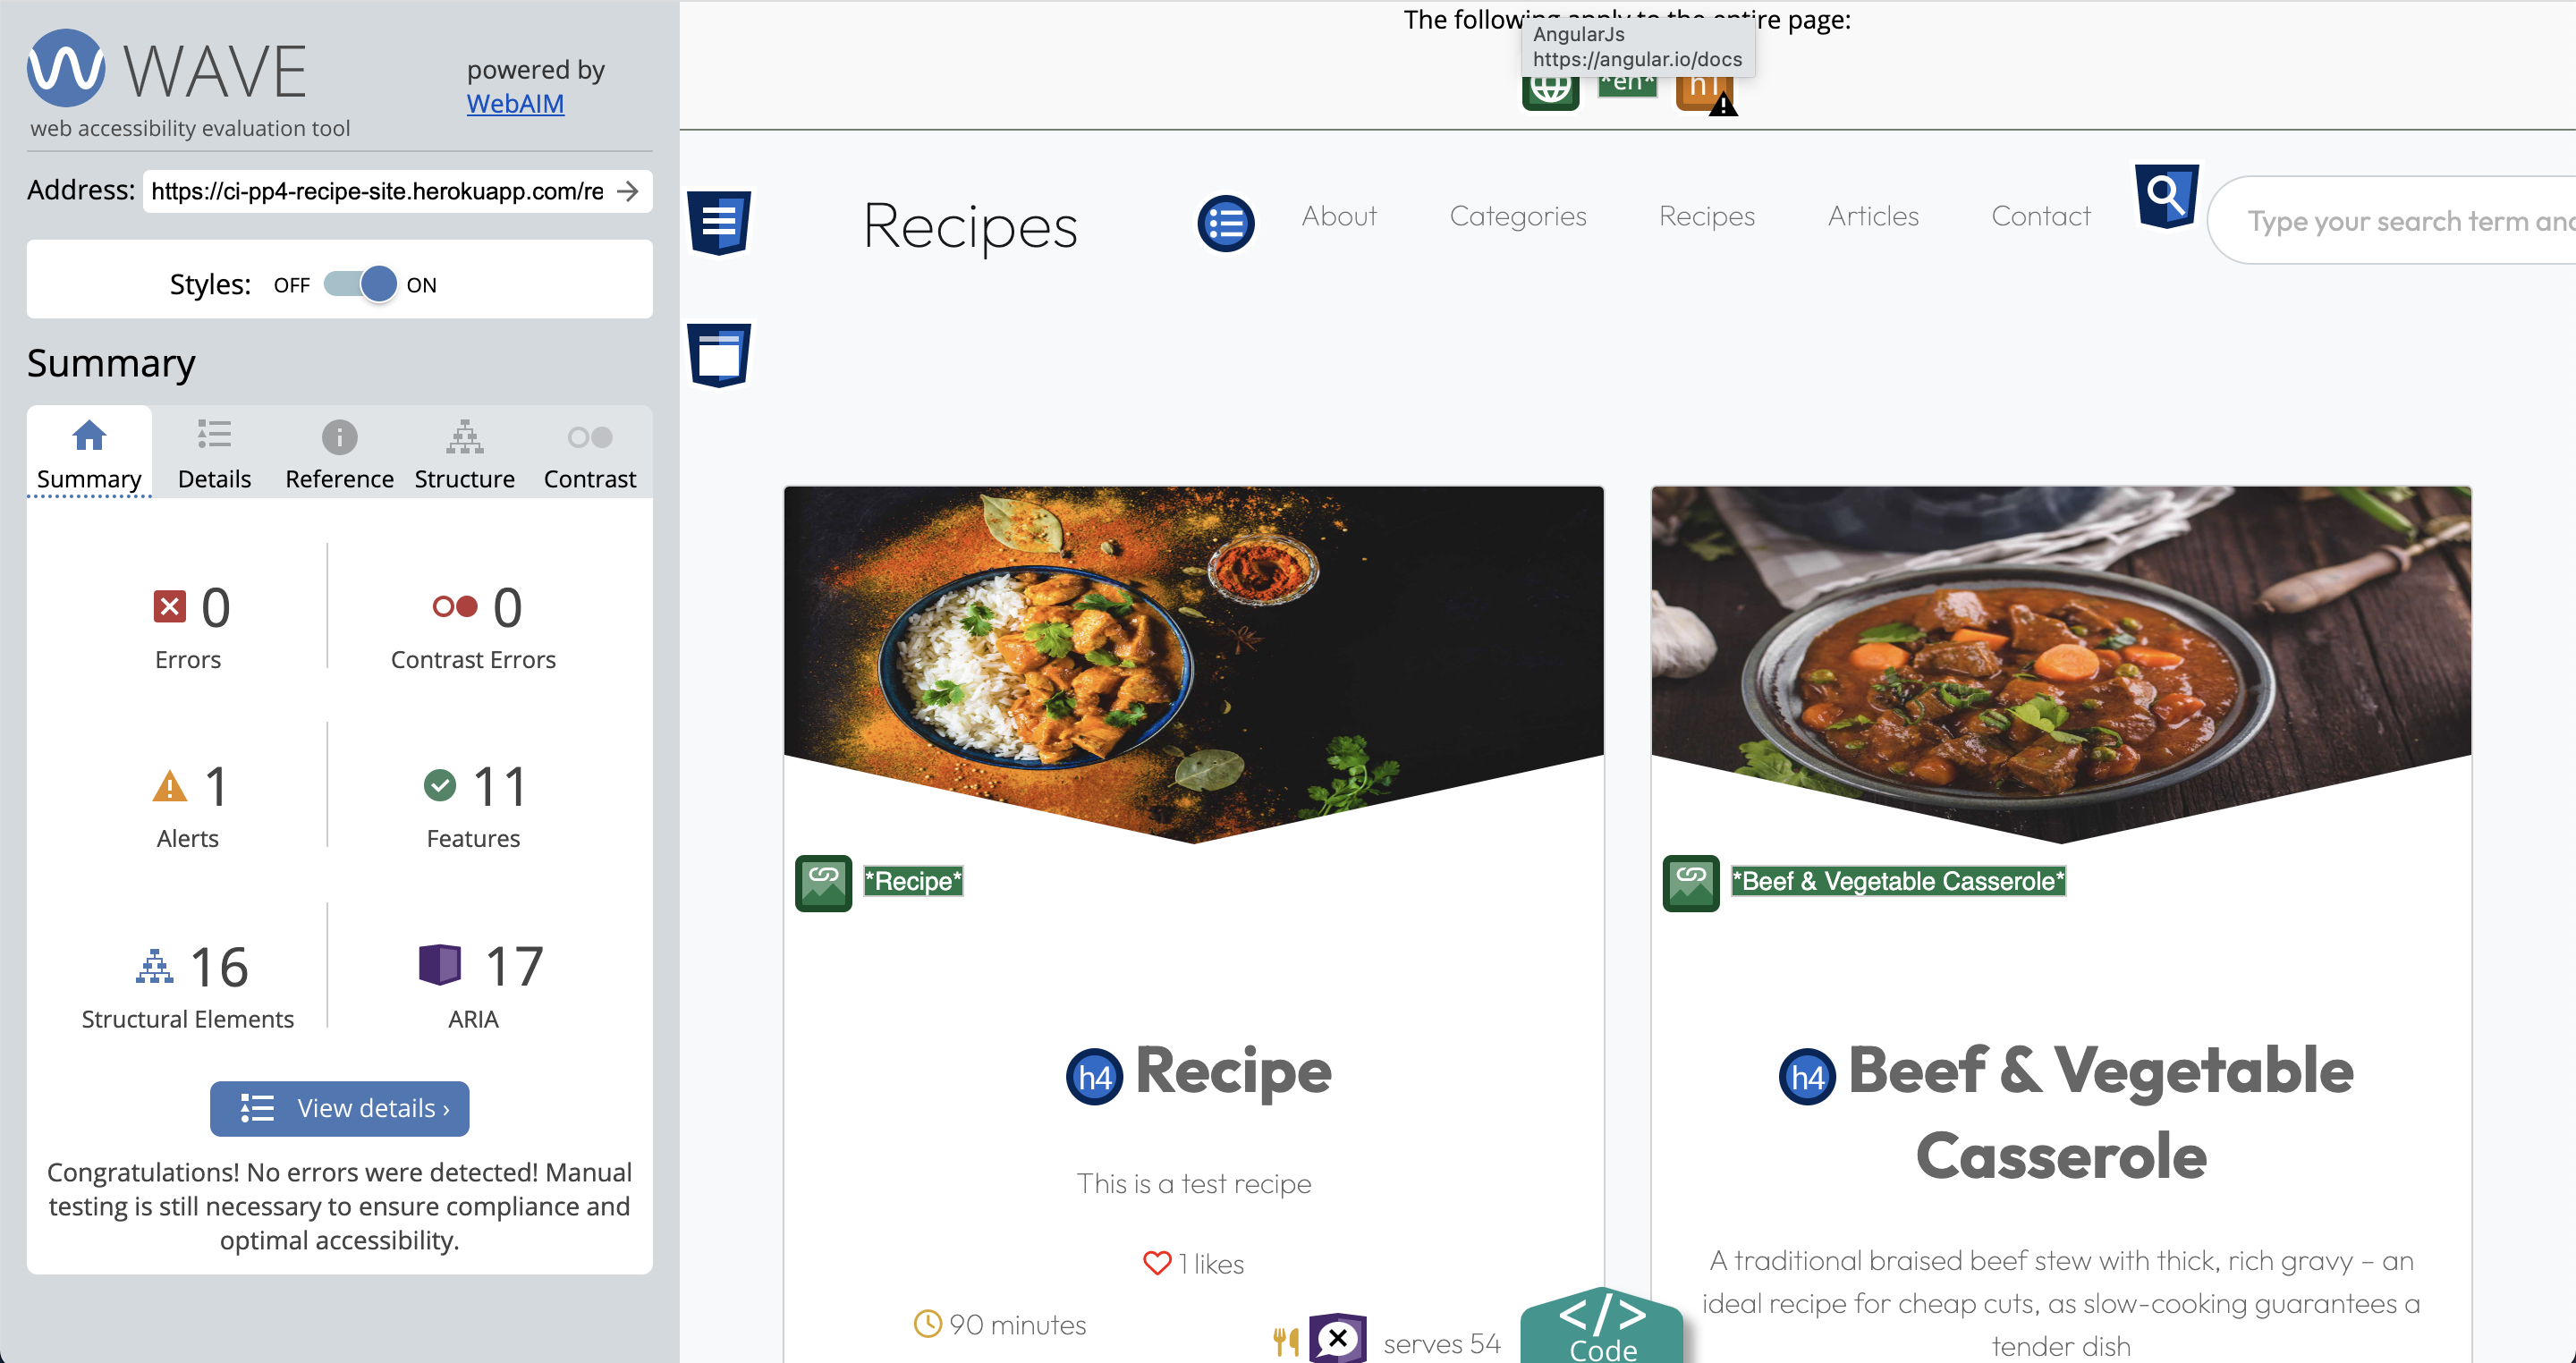 WAVE
powered by
WebAIM
web accessibility evaluation tool
Address: https://ci-pp4-recipe-site.herokuapp.com/re
Styles: OFF ON
Summary
Summary Details Reference Structure Contrast
0 0
Errors Contrast Errors
1 11
Alerts Features
16 17
Structural Elements ARIA
View details ›
Congratulations! No errors were detected! Manual
testing is still necessary to ensure compliance and
optimal accessibility.
The following apply to the entire page:
AngularJs
https://angular.io/docs
*en* h1
Recipes About Categories Recipes Articles Contact Type your search term and
*Recipe*
h4 Recipe
This is a test recipe
1 likes
90 minutes serves 54
*Beef & Vegetable Casserole*
h4 Beef & Vegetable
Casserole
A traditional braised beef stew with thick, rich gravy – an
ideal recipe for cheap cuts, as slow-cooking guarantees a
tender dish
</> Code